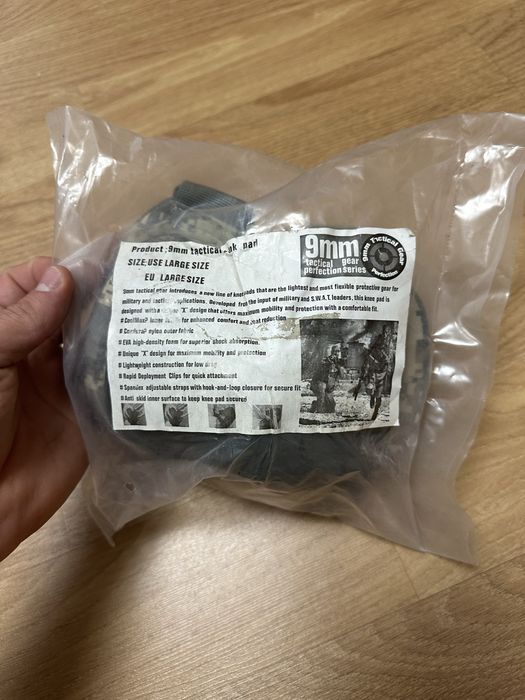 Product :9mm tactical pad
SIZE:USE LARGE SIZE
EU LARGE SIZE
9mm
tactical gear
perfection series
9mm Tactical Gear
Perfection
9mm tactical gear introduces a new line of kneepads that are the lightest and most flexible protective gear for
military and tactical applications. Developed from the input of military and S.W.A.T. leaders, this knee pad is
designed with a unique "X" design that offers maximum mobility and protection with a comfortable fit.
# CoolMax? inner for enhanced comfort and heat reduction
# Cordura? nylon outer fabric
# EVA high-density foam for superior shock absorption.
# Unique "X" design for maximum mobility and protection
# Lightweight construction for low drag
# Rapid Deployment Clips for quick attachment
# Spandex adjustable straps with hook-and-loop closure for secure fit
# Anti skid inner surface to keep knee pad secured